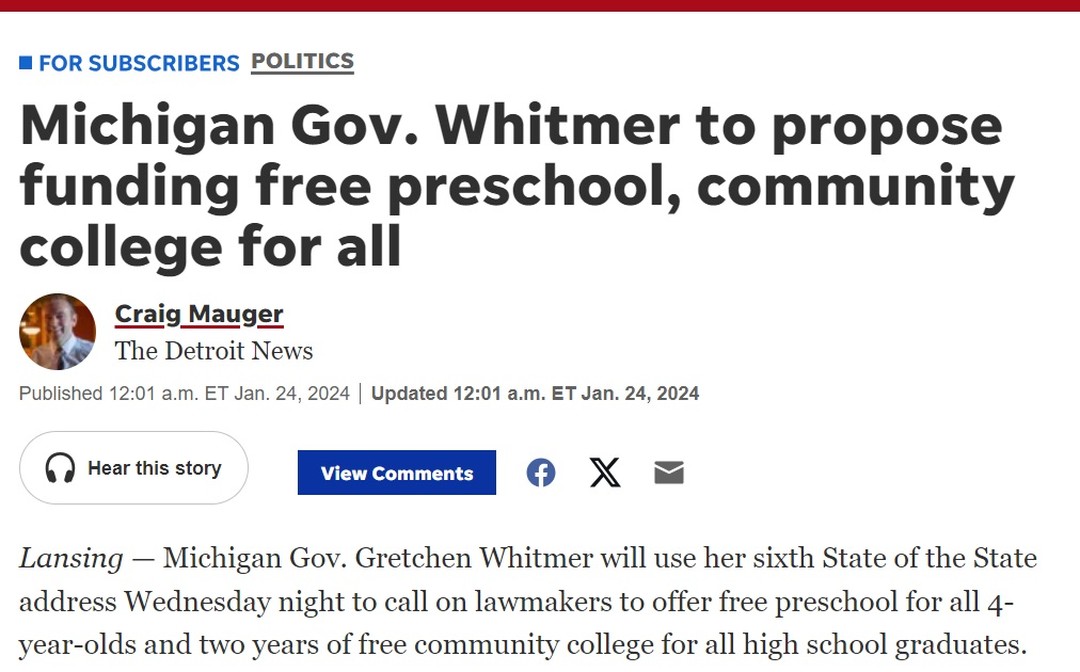 FOR SUBSCRIBERS POLITICS
Michigan Gov. Whitmer to propose
funding free preschool, community
college for all
Craig Mauger
The Detroit News
Published 12:01 a.m. ET Jan. 24, 2024 | Updated 12:01 a.m. ET Jan. 24, 2024
Hear this story View Comments
Lansing — Michigan Gov. Gretchen Whitmer will use her sixth State of the State
address Wednesday night to call on lawmakers to offer free preschool for all 4-
year-olds and two years of free community college for all high school graduates.